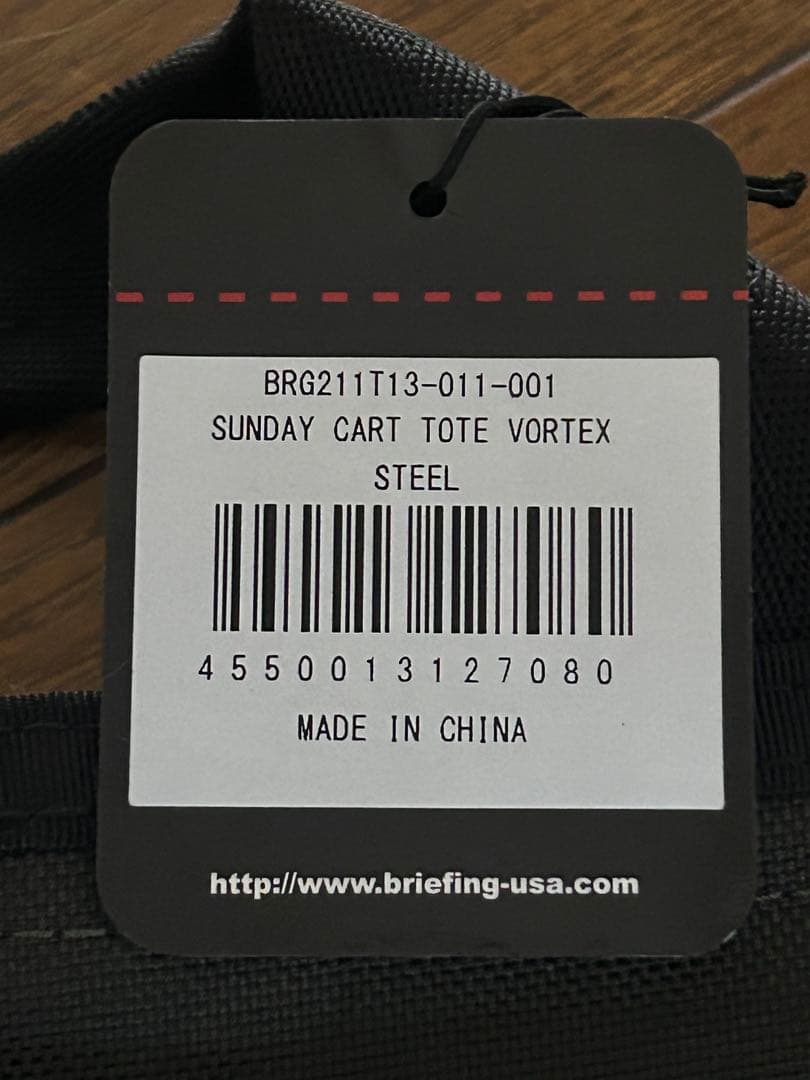 BRG211T13-011-001
SUNDAY CART TOTE VORTEX
STEEL
4550013127080
MADE IN CHINA
http://www.briefing-usa.com